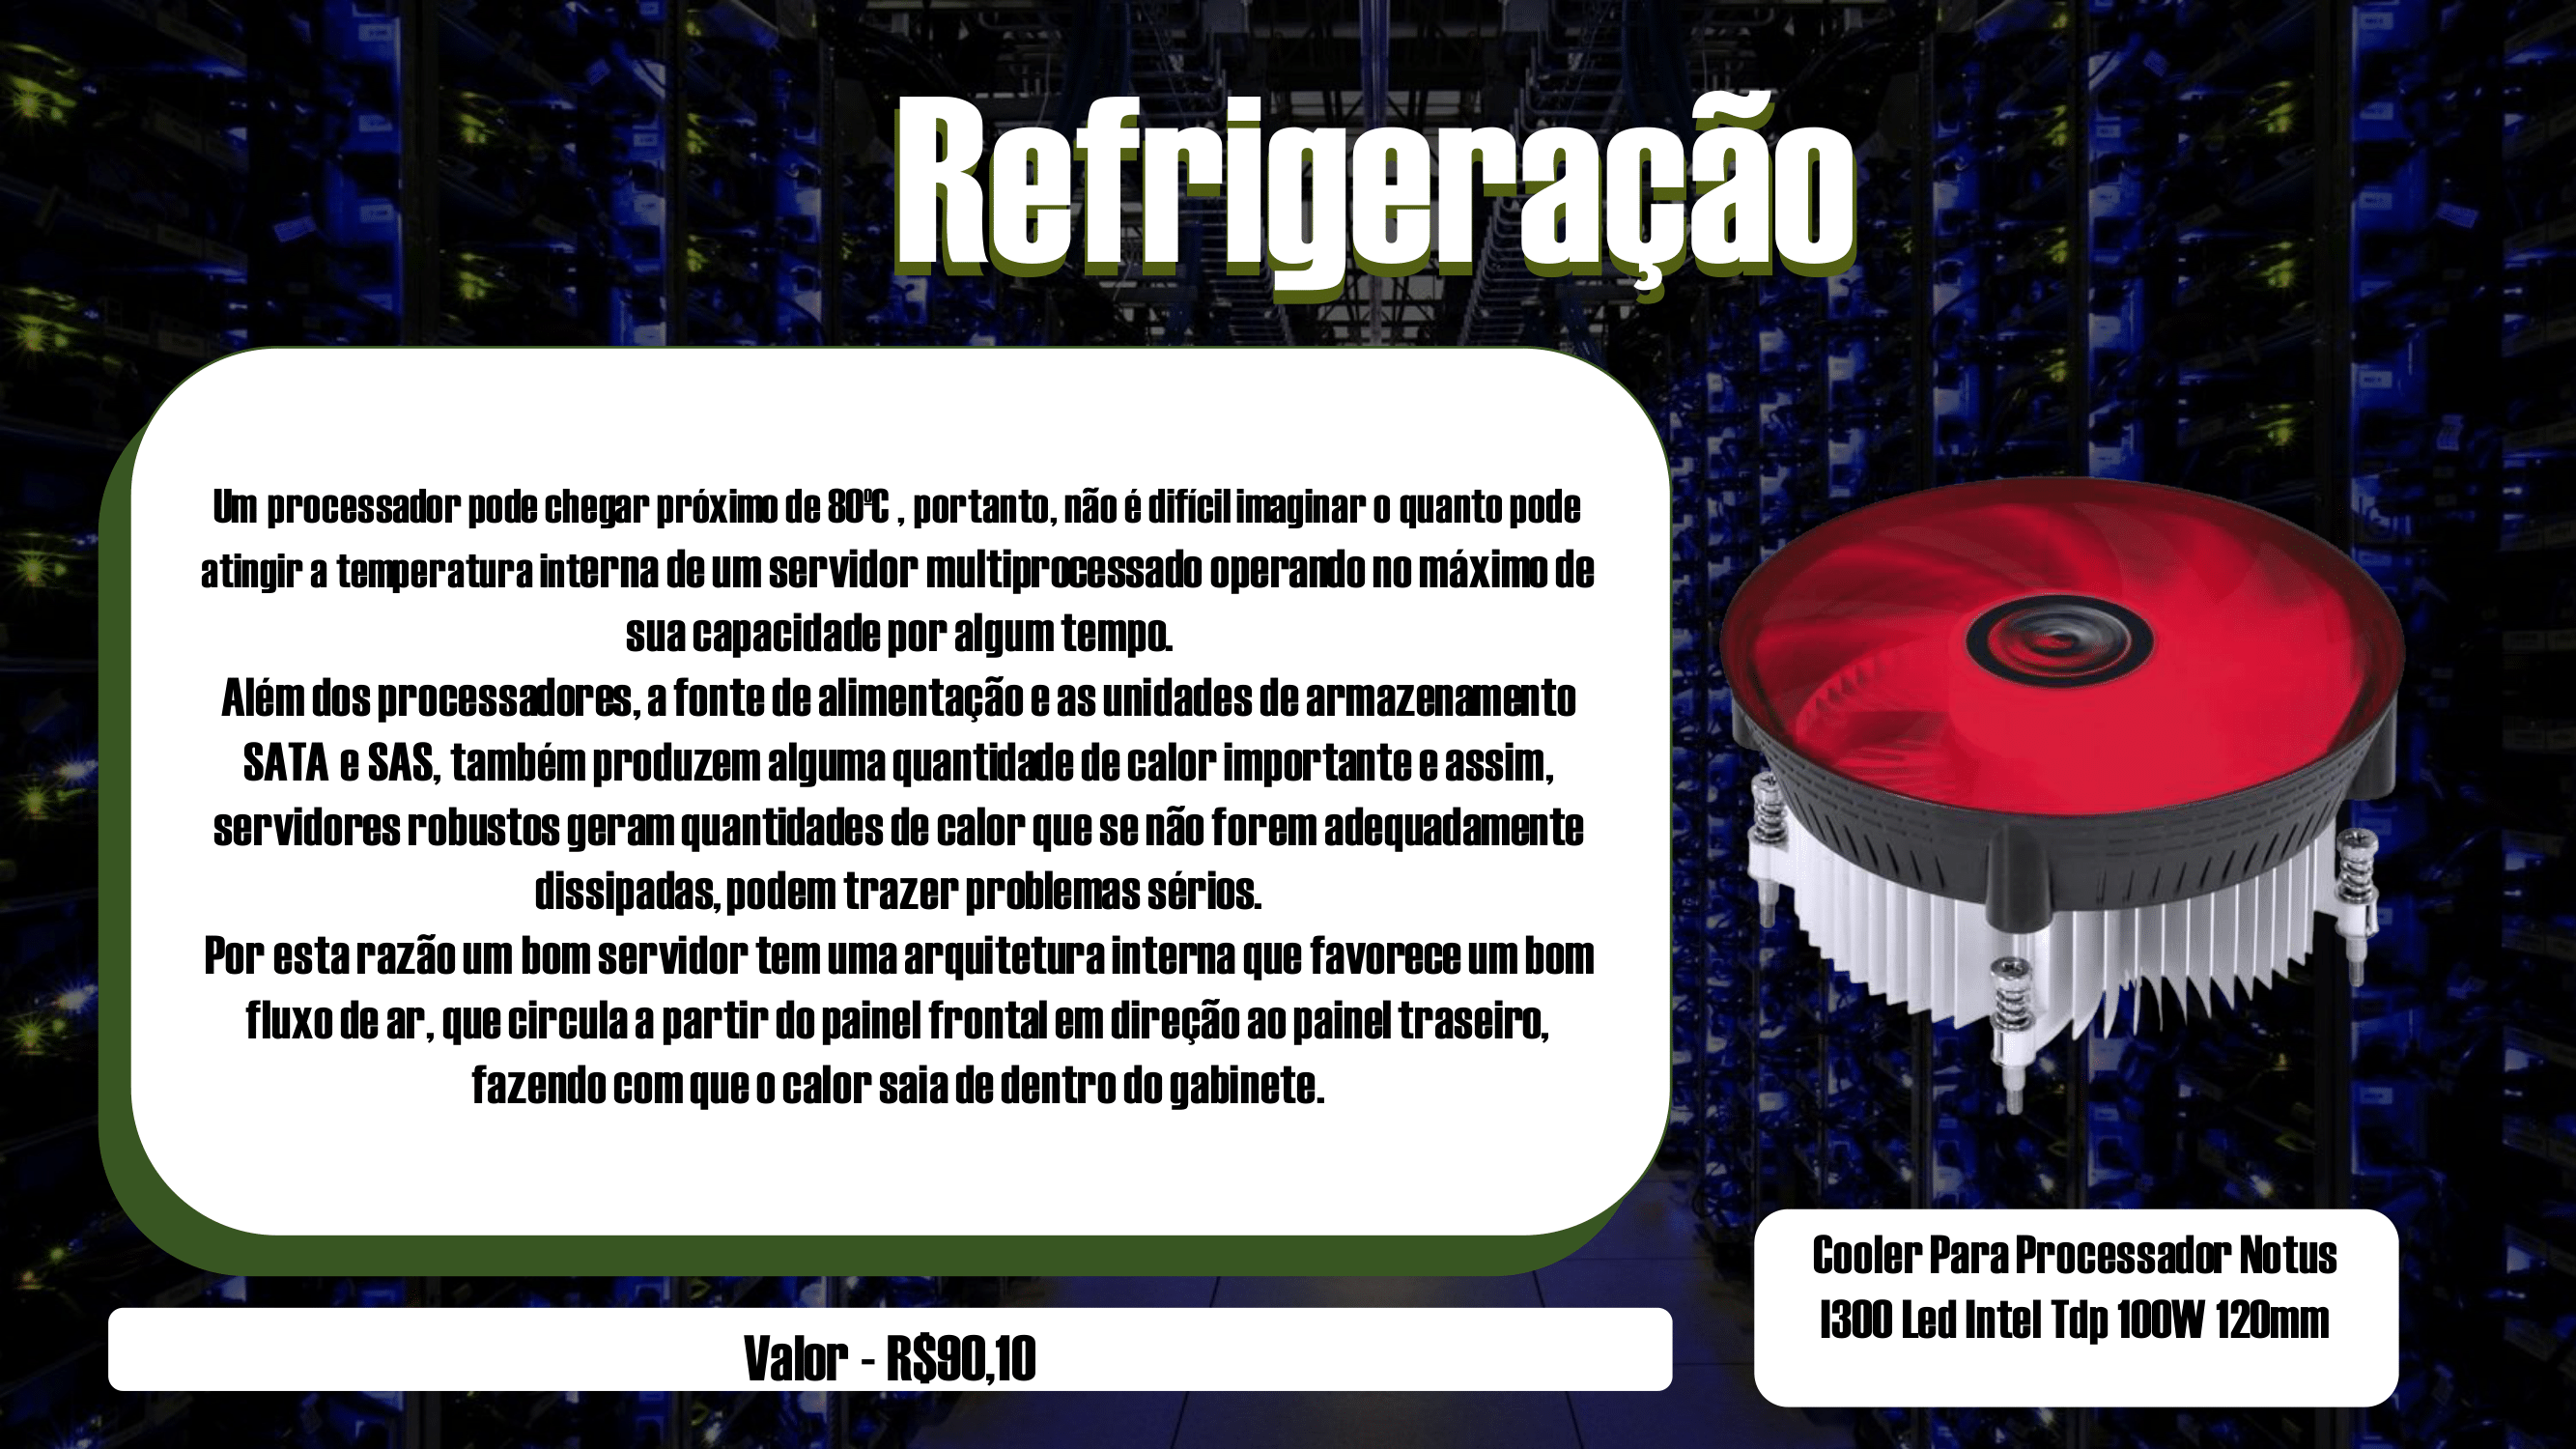 Refrigeração
Um processador pode chegar próximo de 80ºC , portanto, não é difícil imaginar o quanto pode
atingir a temperatura interna de um servidor multiprocessado operando no máximo de
sua capacidade por algum tempo.
Além dos processadores, a fonte de alimentação e as unidades de armazenamento
SATA e SAS, também produzem alguma quantidade de calor importante e assim,
servidores robustos geram quantidades de calor que se não forem adequadamente
dissipadas, podem trazer problemas sérios.
Por esta razão um bom servidor tem uma arquitetura interna que favorece um bom
fluxo de ar, que circula a partir do painel frontal em direção ao painel traseiro,
fazendo com que o calor saia de dentro do gabinete.
Cooler Para Processador Notus
I300 Led Intel Tdp 100W 120mm
Valor - R$90,10